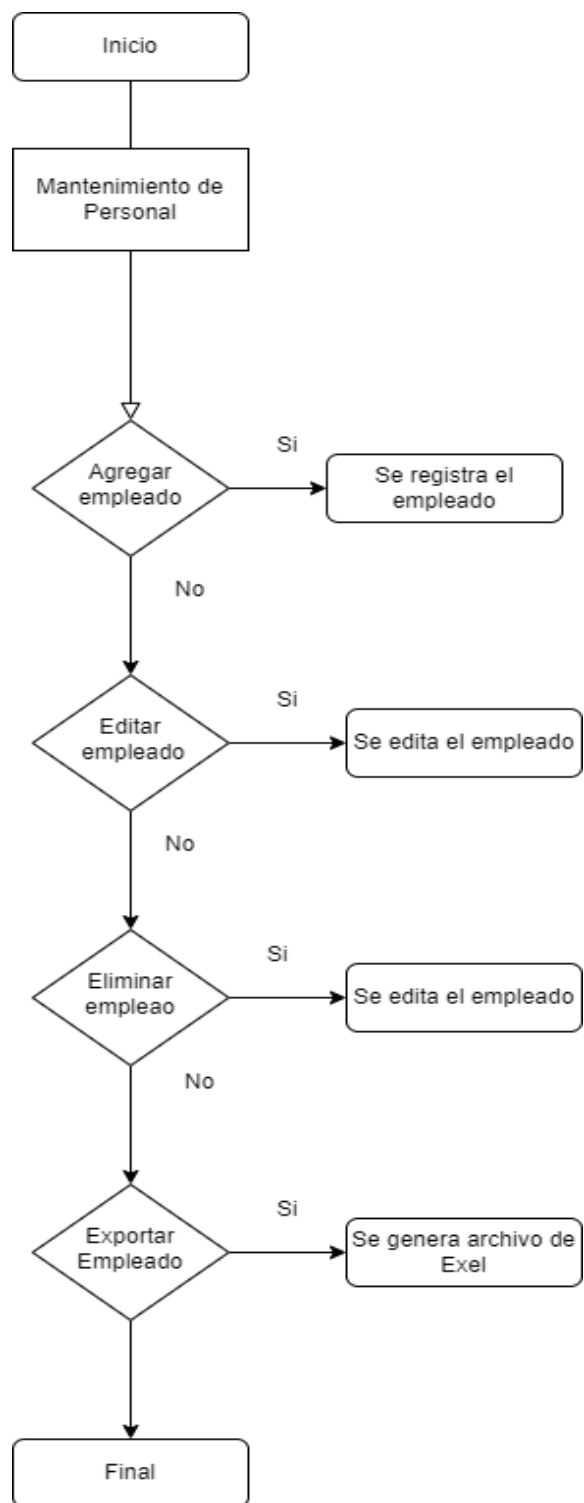 Inicio
Mantenimiento de
Personal
Agregar
empleado
Si
Se registra el
empleado
No
Editar
empleado
Si
Se edita el empleado
No
Eliminar
empleao
Si
Se edita el empleado
No
Exportar
Empleado
Si
Se genera archivo de
Exel
Final